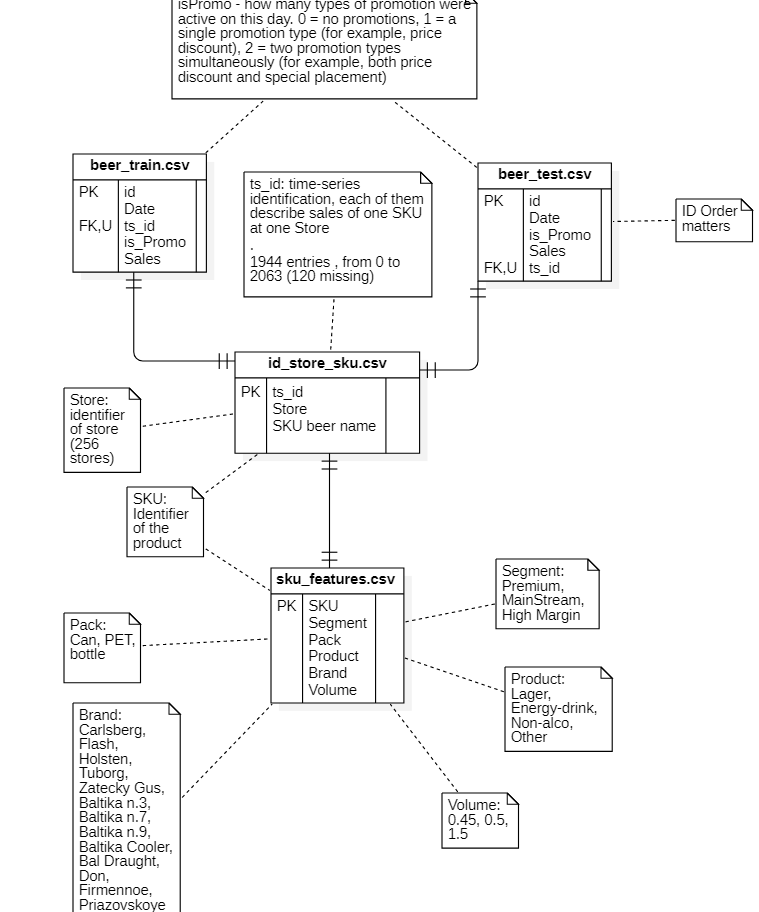 isPromo - how many types of promotion were
active on this day. 0 = no promotions, 1 = a
single promotion type (for example, price
discount), 2 = two promotion types
simultaneously (for example, both price
discount and special placement)
beer_train.csv
PK id
Date
FK,U ts_id
is_Promo
Sales
ts_id: time-series
identification, each of them
describe sales of one SKU
at one Store
.
1944 entries , from 0 to
2063 (120 missing)
beer_test.csv
PK id
Date
is_Promo
Sales
FK,U ts_id
ID Order
matters
id_store_sku.csv
PK ts_id
Store
SKU beer name
Store:
identifier
of store
(256
stores)
SKU:
Identifier
of the
product
sku_features.csv
PK SKU
Segment
Pack
Product
Brand
Volume
Segment:
Premium,
MainStream,
High Margin
Pack:
Can, PET,
bottle
Product:
Lager,
Energy-drink,
Non-alco,
Other
Brand:
Carlsberg,
Flash,
Holsten,
Tuborg,
Zatecky Gus,
Baltika n.3,
Baltika n.7,
Baltika n.9,
Baltika Cooler,
Bal Draught,
Don,
Firmennoe,
Priazovskoye
Volume:
0.45, 0.5,
1.5